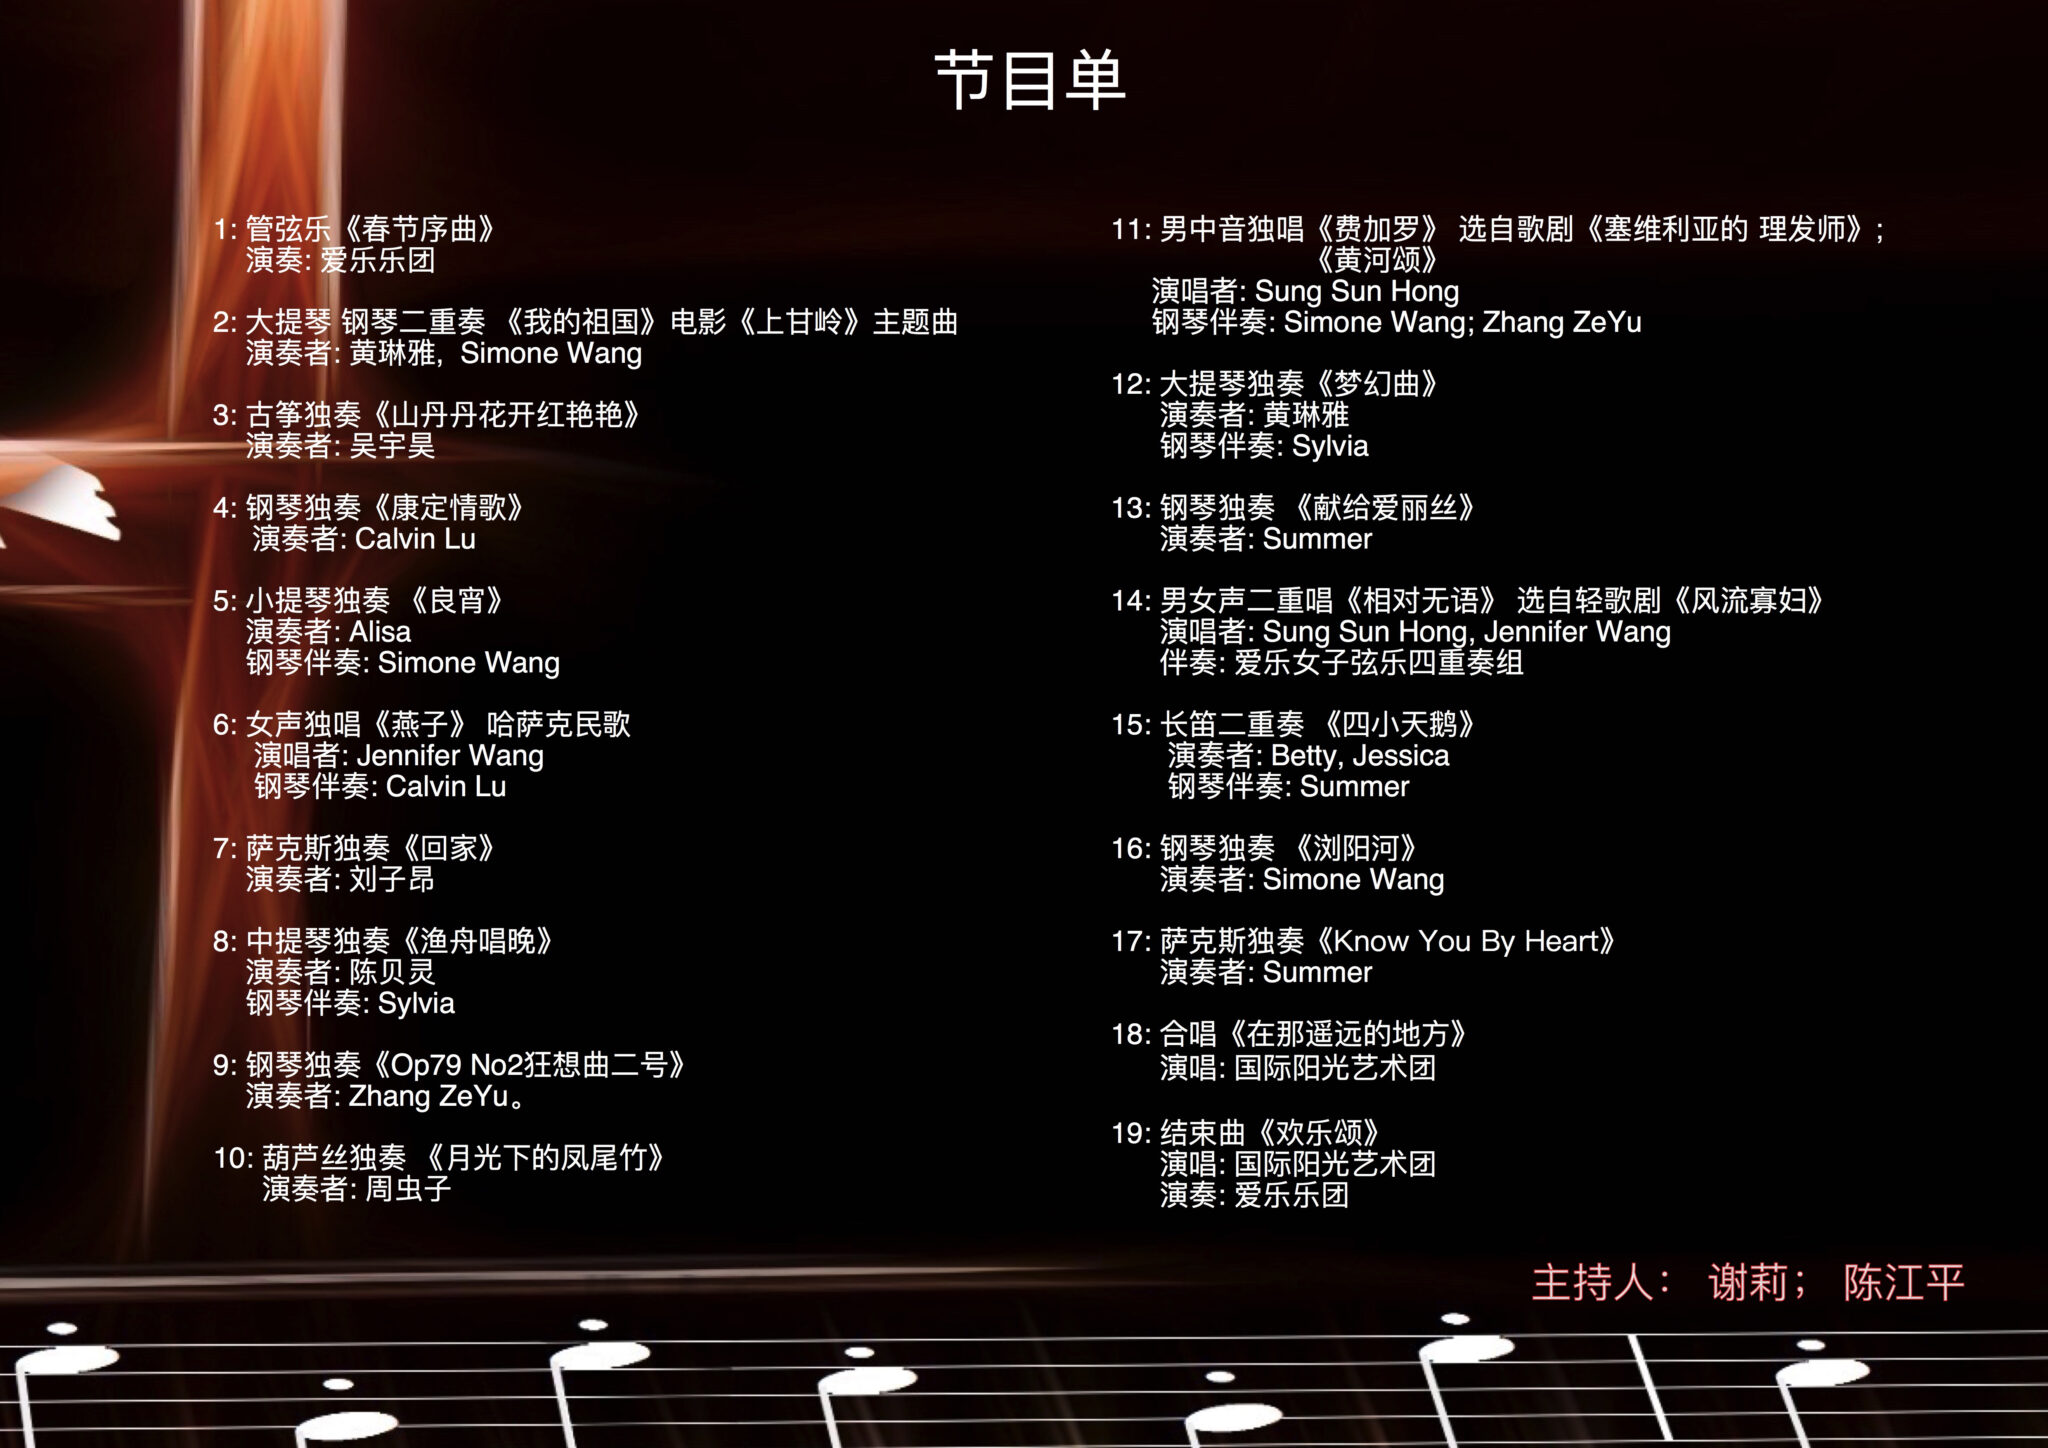 节目单
1: 管弦乐《春节序曲》
演奏: 爱乐乐团
2: 大提琴 钢琴二重奏 《我的祖国》电影《上甘岭》主题曲
演奏者: 黄琳雅, Simone Wang
3: 古筝独奏《山丹丹花开红艳艳》
演奏者: 吴宇昊
4: 钢琴独奏《康定情歌》
演奏者: Calvin Lu
5: 小提琴独奏 《良宵》
演奏者: Alisa
钢琴伴奏: Simone Wang
6: 女声独唱《燕子》 哈萨克民歌
演唱者: Jennifer Wang
钢琴伴奏: Calvin Lu
7: 萨克斯独奏《回家》
演奏者: 刘子昂
8: 中提琴独奏《渔舟唱晚》
演奏者: 陈贝灵
钢琴伴奏: Sylvia
9: 钢琴独奏《Op79 No2狂想曲二号》
演奏者: Zhang ZeYu。
10: 葫芦丝独奏 《月光下的凤尾竹》
演奏者: 周虫子
11: 男中音独唱《费加罗》 选自歌剧《塞维利亚的 理发师》;
《黄河颂》
演唱者: Sung Sun Hong
钢琴伴奏: Simone Wang; Zhang ZeYu
12: 大提琴独奏《梦幻曲》
演奏者: 黄琳雅
钢琴伴奏: Sylvia
13: 钢琴独奏 《献给爱丽丝》
演奏者: Summer
14: 男女声二重唱《相对无语》 选自轻歌剧《风流寡妇》
演唱者: Sung Sun Hong, Jennifer Wang
伴奏: 爱乐女子弦乐四重奏组
15: 长笛二重奏 《四小天鹅》
演奏者: Betty, Jessica
钢琴伴奏: Summer
16: 钢琴独奏 《浏阳河》
演奏者: Simone Wang
17: 萨克斯独奏《Know You By Heart》
演奏者: Summer
18: 合唱《在那遥远的地方》
演唱: 国际阳光艺术团
19: 结束曲《欢乐颂》
演唱: 国际阳光艺术团
演奏: 爱乐乐团
主持人： 谢莉； 陈江平